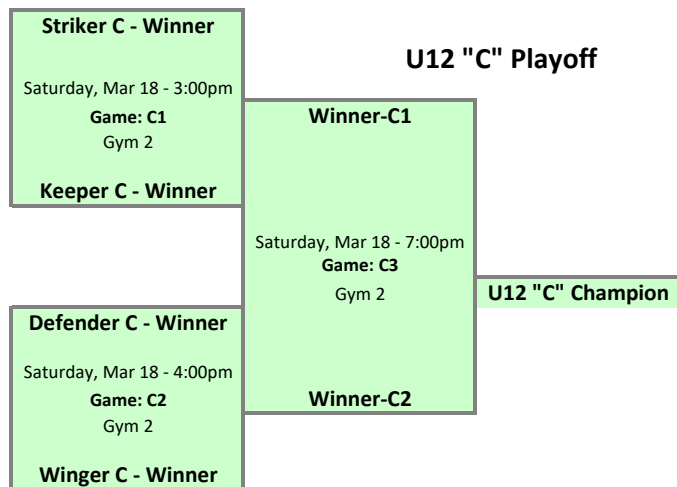 Striker C - Winner
U12 "C" Playoff
Saturday, Mar 18 - 3:00pm
Game: C1
Gym 2
Winner-C1
Keeper C - Winner
Saturday, Mar 18 - 7:00pm
Game: C3
Gym 2
U12 "C" Champion
Defender C - Winner
Saturday, Mar 18 - 4:00pm
Game: C2
Gym 2
Winner-C2
Winger C - Winner